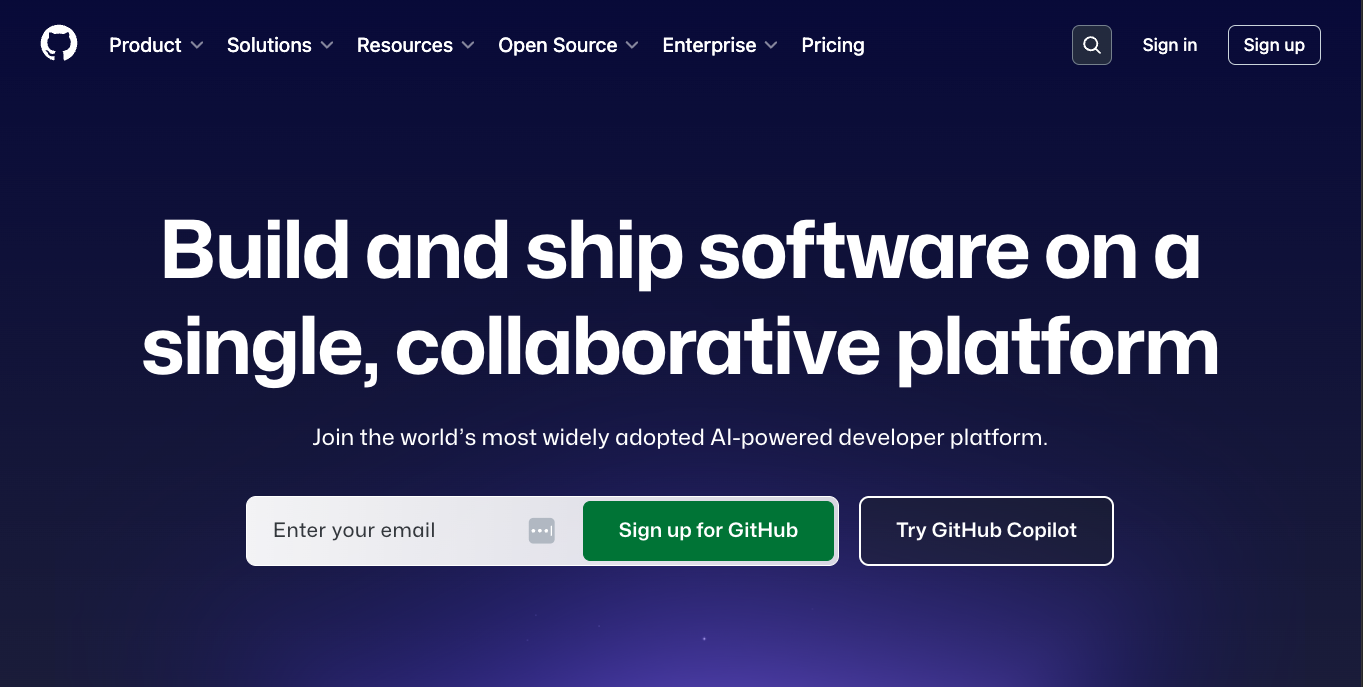 Product Solutions Resources Open Source Enterprise Pricing Sign in Sign up
Build and ship software on a
single, collaborative platform
Join the world’s most widely adopted AI-powered developer platform.
Enter your email Sign up for GitHub Try GitHub Copilot